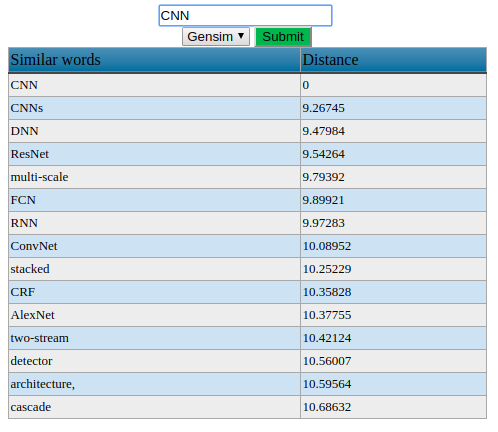 CNN
Gensim ▼ Submit
Similar words Distance
CNN 0
CNNs 9.26745
DNN 9.47984
ResNet 9.54264
multi-scale 9.79392
FCN 9.89921
RNN 9.97283
ConvNet 10.08952
stacked 10.25229
CRF 10.35828
AlexNet 10.37755
two-stream 10.42124
detector 10.56007
architecture, 10.59564
cascade 10.68632